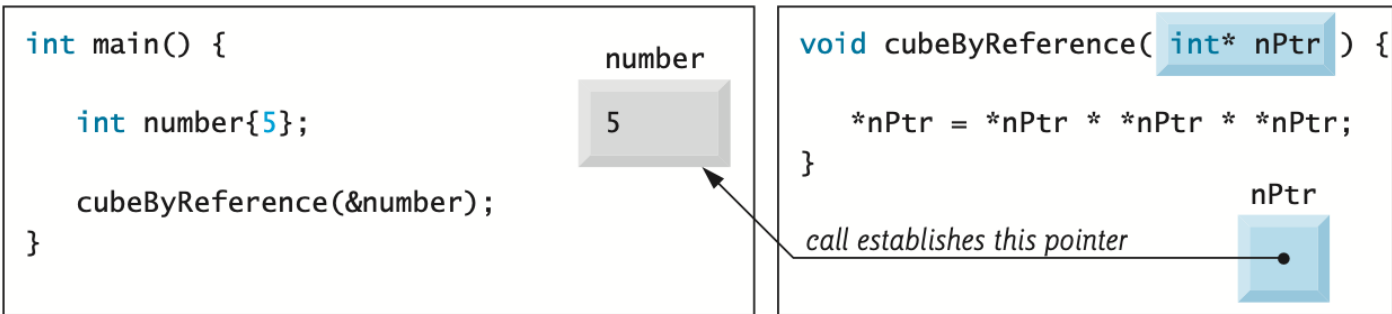 int main() {
number
int number{5};
5
cubeByReference(&number);
}
void cubeByReference( int* nPtr ) {
*nPtr = *nPtr * *nPtr * *nPtr;
}
nPtr
call establishes this pointer